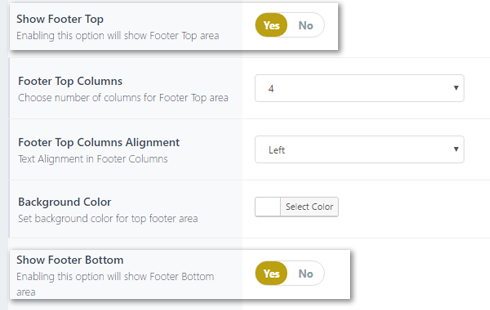 Show Footer Top
Enabling this option will show Footer Top area
Yes No
Footer Top Columns
Choose number of columns for Footer Top area
4
Footer Top Columns Alignment
Text Alignment in Footer Columns
Left
Background Color
Set background color for top footer area
Select Color
Show Footer Bottom
Enabling this option will show Footer Bottom
area
Yes No